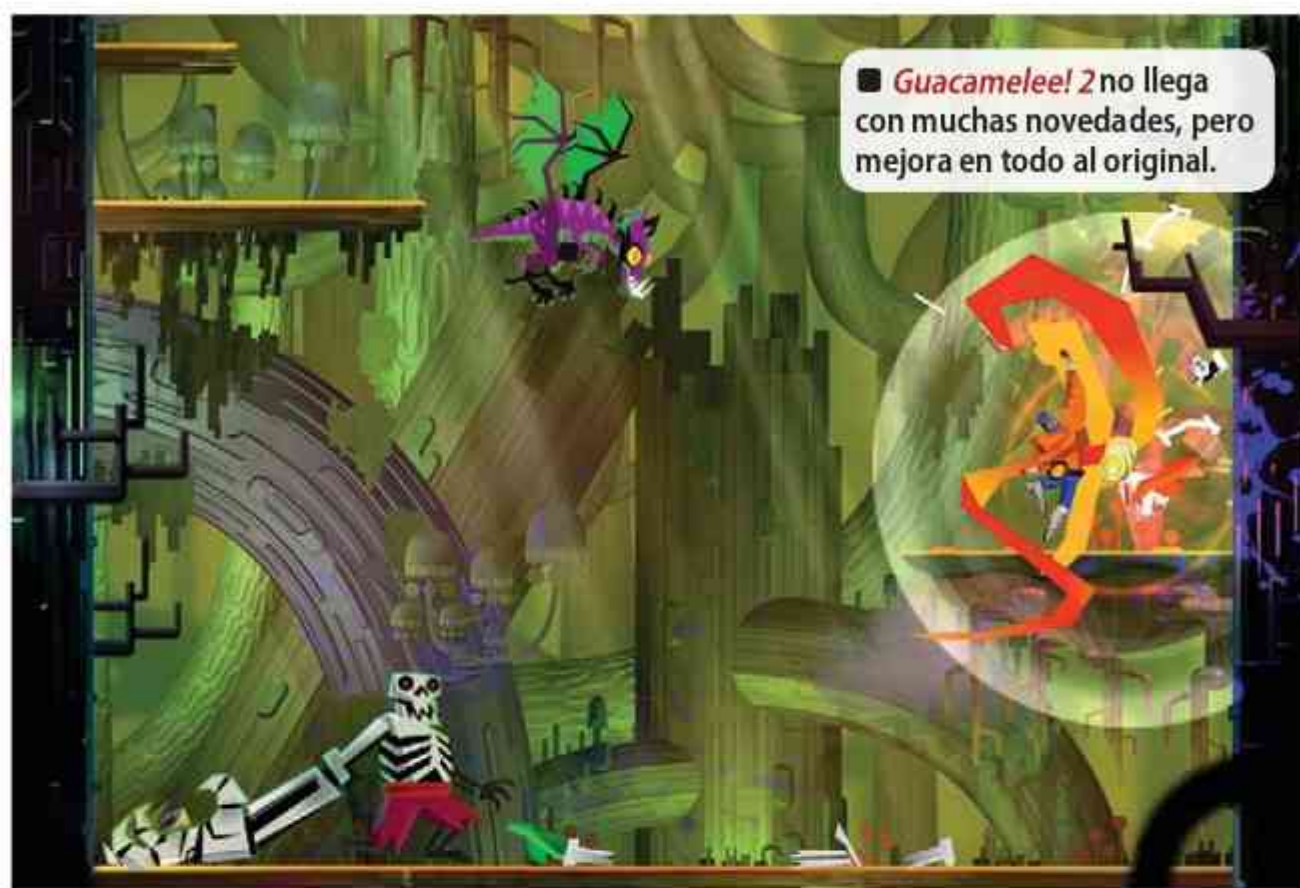 ■ Guacamelee! 2 no llega
con muchas novedades, pero
mejora en todo al original.